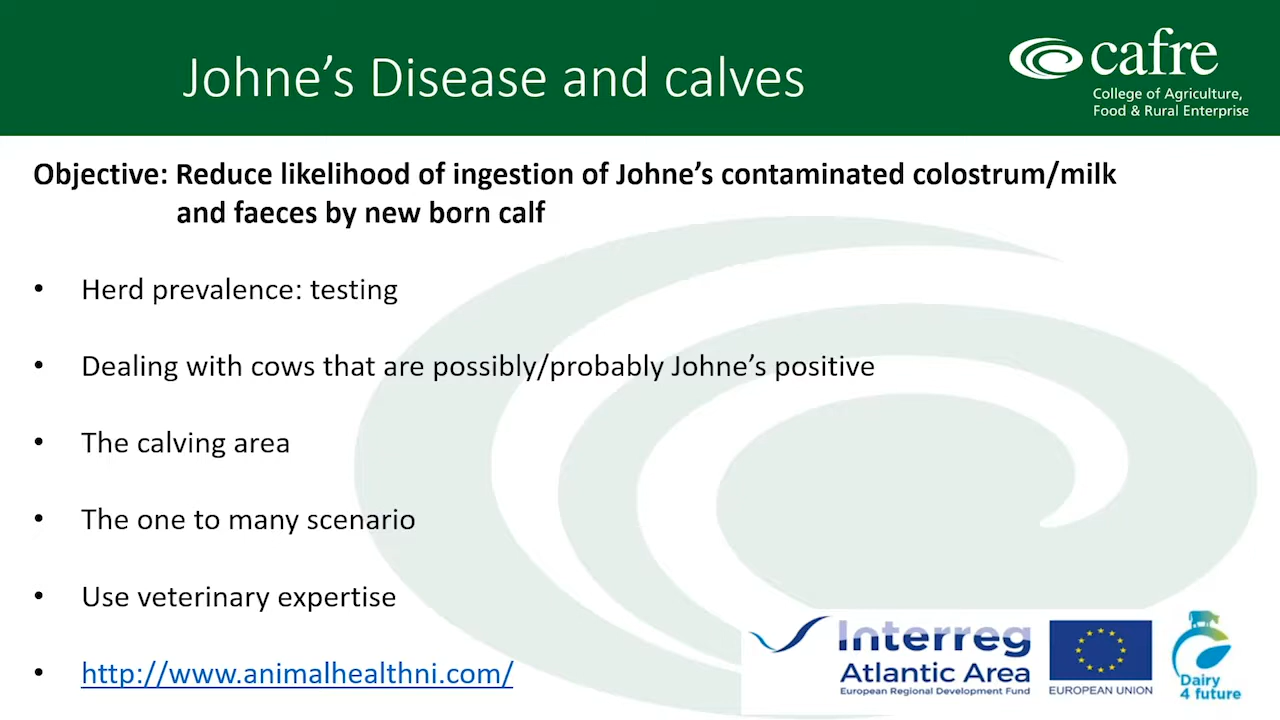 Johne’s Disease and calves
cafre
College of Agriculture,
Food & Rural Enterprise
Objective: Reduce likelihood of ingestion of Johne’s contaminated colostrum/milk
and faeces by new born calf
• Herd prevalence: testing
• Dealing with cows that are possibly/probably Johne’s positive
• The calving area
• The one to many scenario
• Use veterinary expertise
• http://www.animalhealthni.com/
Interreg
Atlantic Area
European Regional Development Fund
EUROPEAN UNION
Dairy
4 future